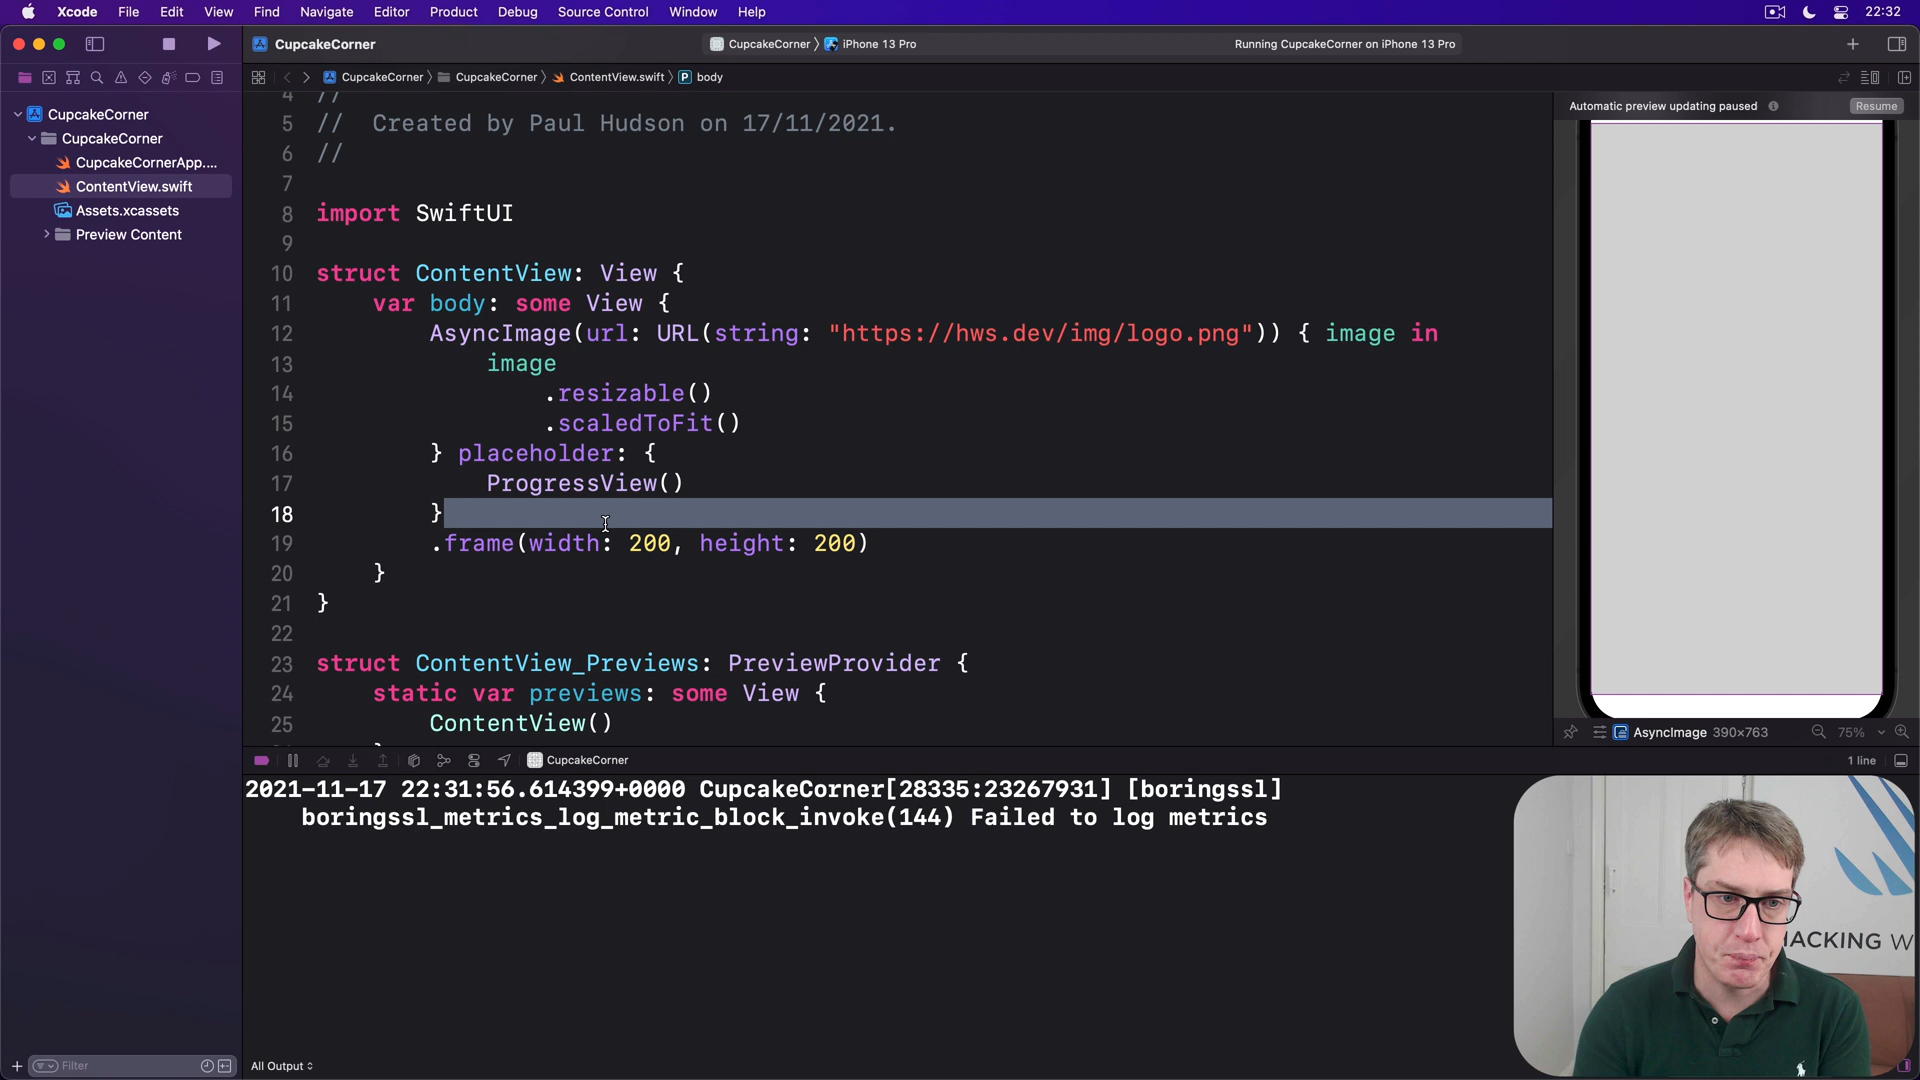 Xcode File Edit View Find Navigate Editor Product Debug Source Control Window Help 22:32
CupcakeCorner CupcakeCorner iPhone 13 Pro Running CupcakeCorner on iPhone 13 Pro
CupcakeCorner CupcakeCorner ContentView.swift P body
CupcakeCorner
CupcakeCorner
CupcakeCornerApp....
ContentView.swift
Assets.xcassets
Preview Content
Filter
4 //
5 // Created by Paul Hudson on 17/11/2021.
6 //
7
8 import SwiftUI
9
10 struct ContentView: View {
11 var body: some View {
12 AsyncImage(url: URL(string: "https://hws.dev/img/logo.png")) { image in
13 image
14 .resizable()
15 .scaledToFit()
16 } placeholder: {
17 ProgressView()
18 }
19 .frame(width: 200, height: 200)
20 }
21 }
22
23 struct ContentView_Previews: PreviewProvider {
24 static var previews: some View {
25 ContentView()
}
Automatic preview updating paused Resume
AsyncImage 390×763 75%
CupcakeCorner 1 line
2021-11-17 22:31:56.614399+0000 CupcakeCorner[28335:23267931] [boringssl]
boringssl_metrics_log_metric_block_invoke(144) Failed to log metrics
All Output
HACKING W